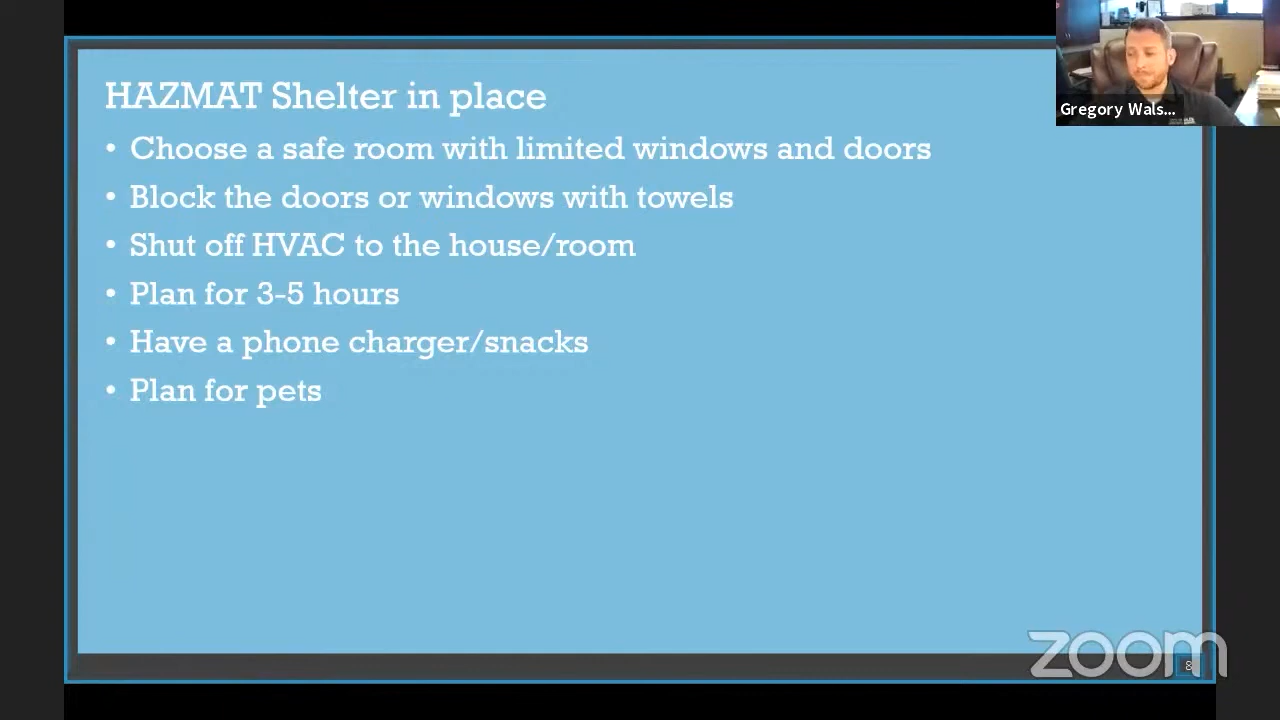 HAZMAT Shelter in place
• Choose a safe room with limited windows and doors
• Block the doors or windows with towels
• Shut off HVAC to the house/room
• Plan for 3-5 hours
• Have a phone charger/snacks
• Plan for pets
Gregory Wals...
zoom
8